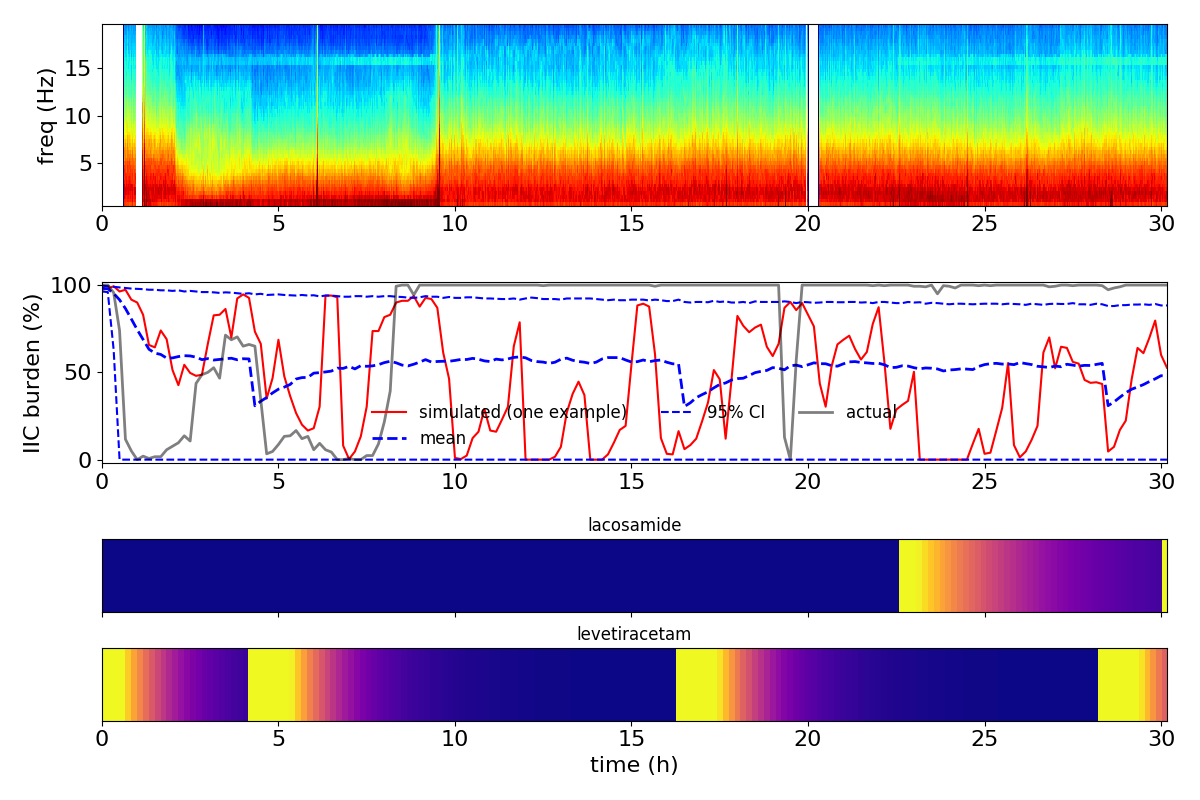 freq (Hz)
15
10
5
0 5 10 15 20 25 30
IIC burden (%)
100
50
0
simulated (one example) 95% CI actual
mean
0 5 10 15 20 25 30
lacosamide
levetiracetam
0 5 10 15 20 25 30
time (h)